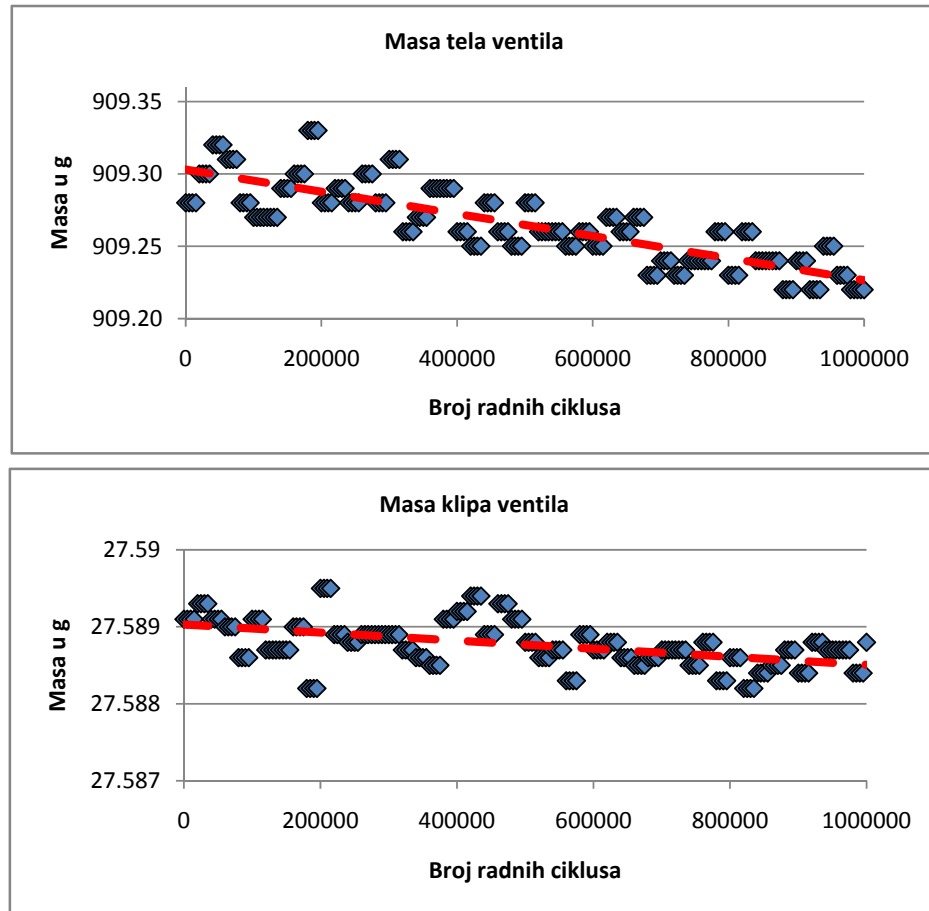 Masa tela ventila
909.35
909.30
909.25
909.20
Masa u g
0 200000 400000 600000 800000 1000000
Broj radnih ciklusa
Masa klipa ventila
27.59
27.589
27.588
27.587
Masa u g
0 200000 400000 600000 800000 1000000
Broj radnih ciklusa